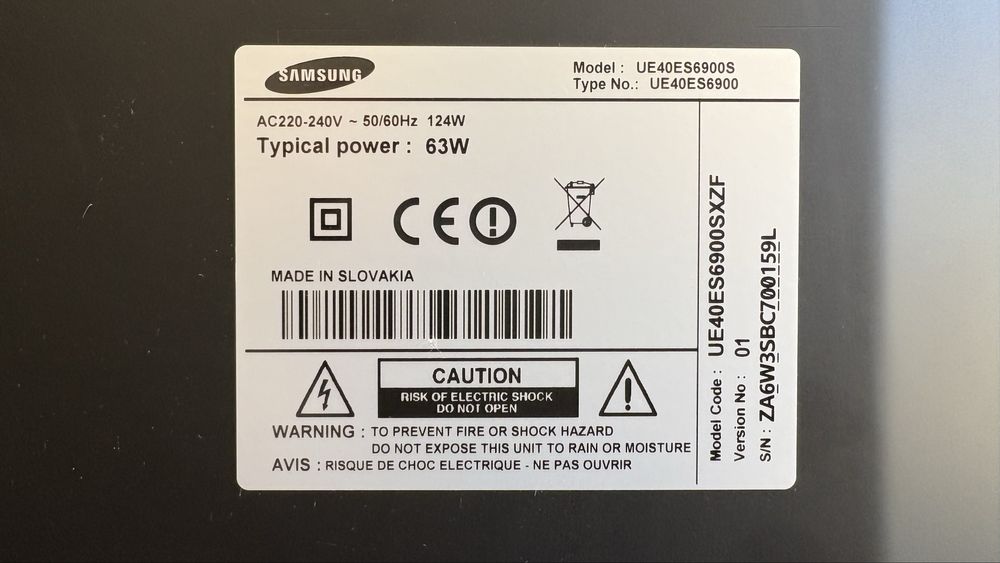 SAMSUNG
Model : UE40ES6900S
Type No.: UE40ES6900
AC220-240V ~ 50/60Hz 124W
Typical power : 63W
MADE IN SLOVAKIA
CAUTION
RISK OF ELECTRIC SHOCK
DO NOT OPEN
WARNING : TO PREVENT FIRE OR SHOCK HAZARD
DO NOT EXPOSE THIS UNIT TO RAIN OR MOISTURE
AVIS : RISQUE DE CHOC ELECTRIQUE - NE PAS OUVRIR
Model Code : UE40ES6900SXZF
Version No : 01
S/N : ZA6W3SBC700159L